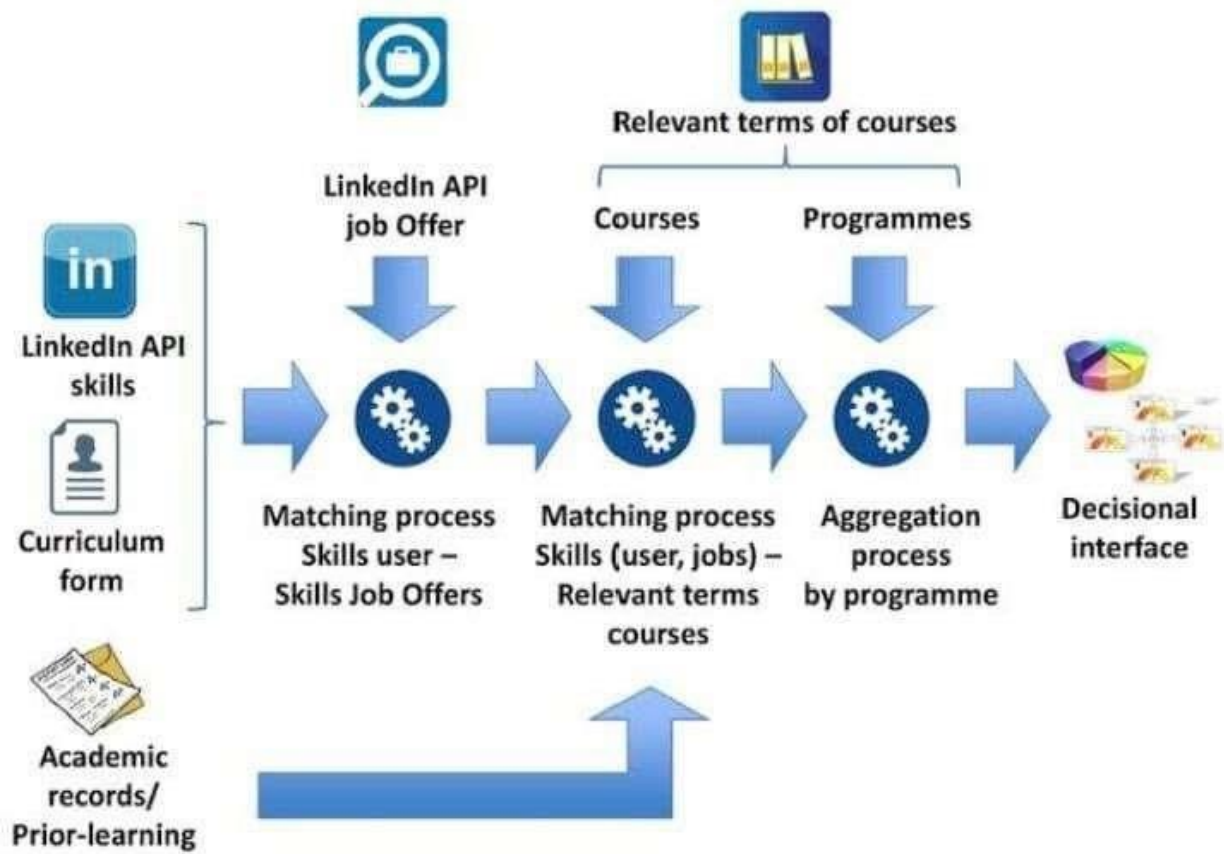 Relevant terms of courses
LinkedIn API
job Offer
Courses
Programmes
in
LinkedIn API
skills
Curriculum
form
Matching process
Skills user –
Skills Job Offers
Matching process
Skills (user, jobs) –
Relevant terms
courses
Aggregation
process
by programme
Decisional
interface
Academic
records/
Prior-learning